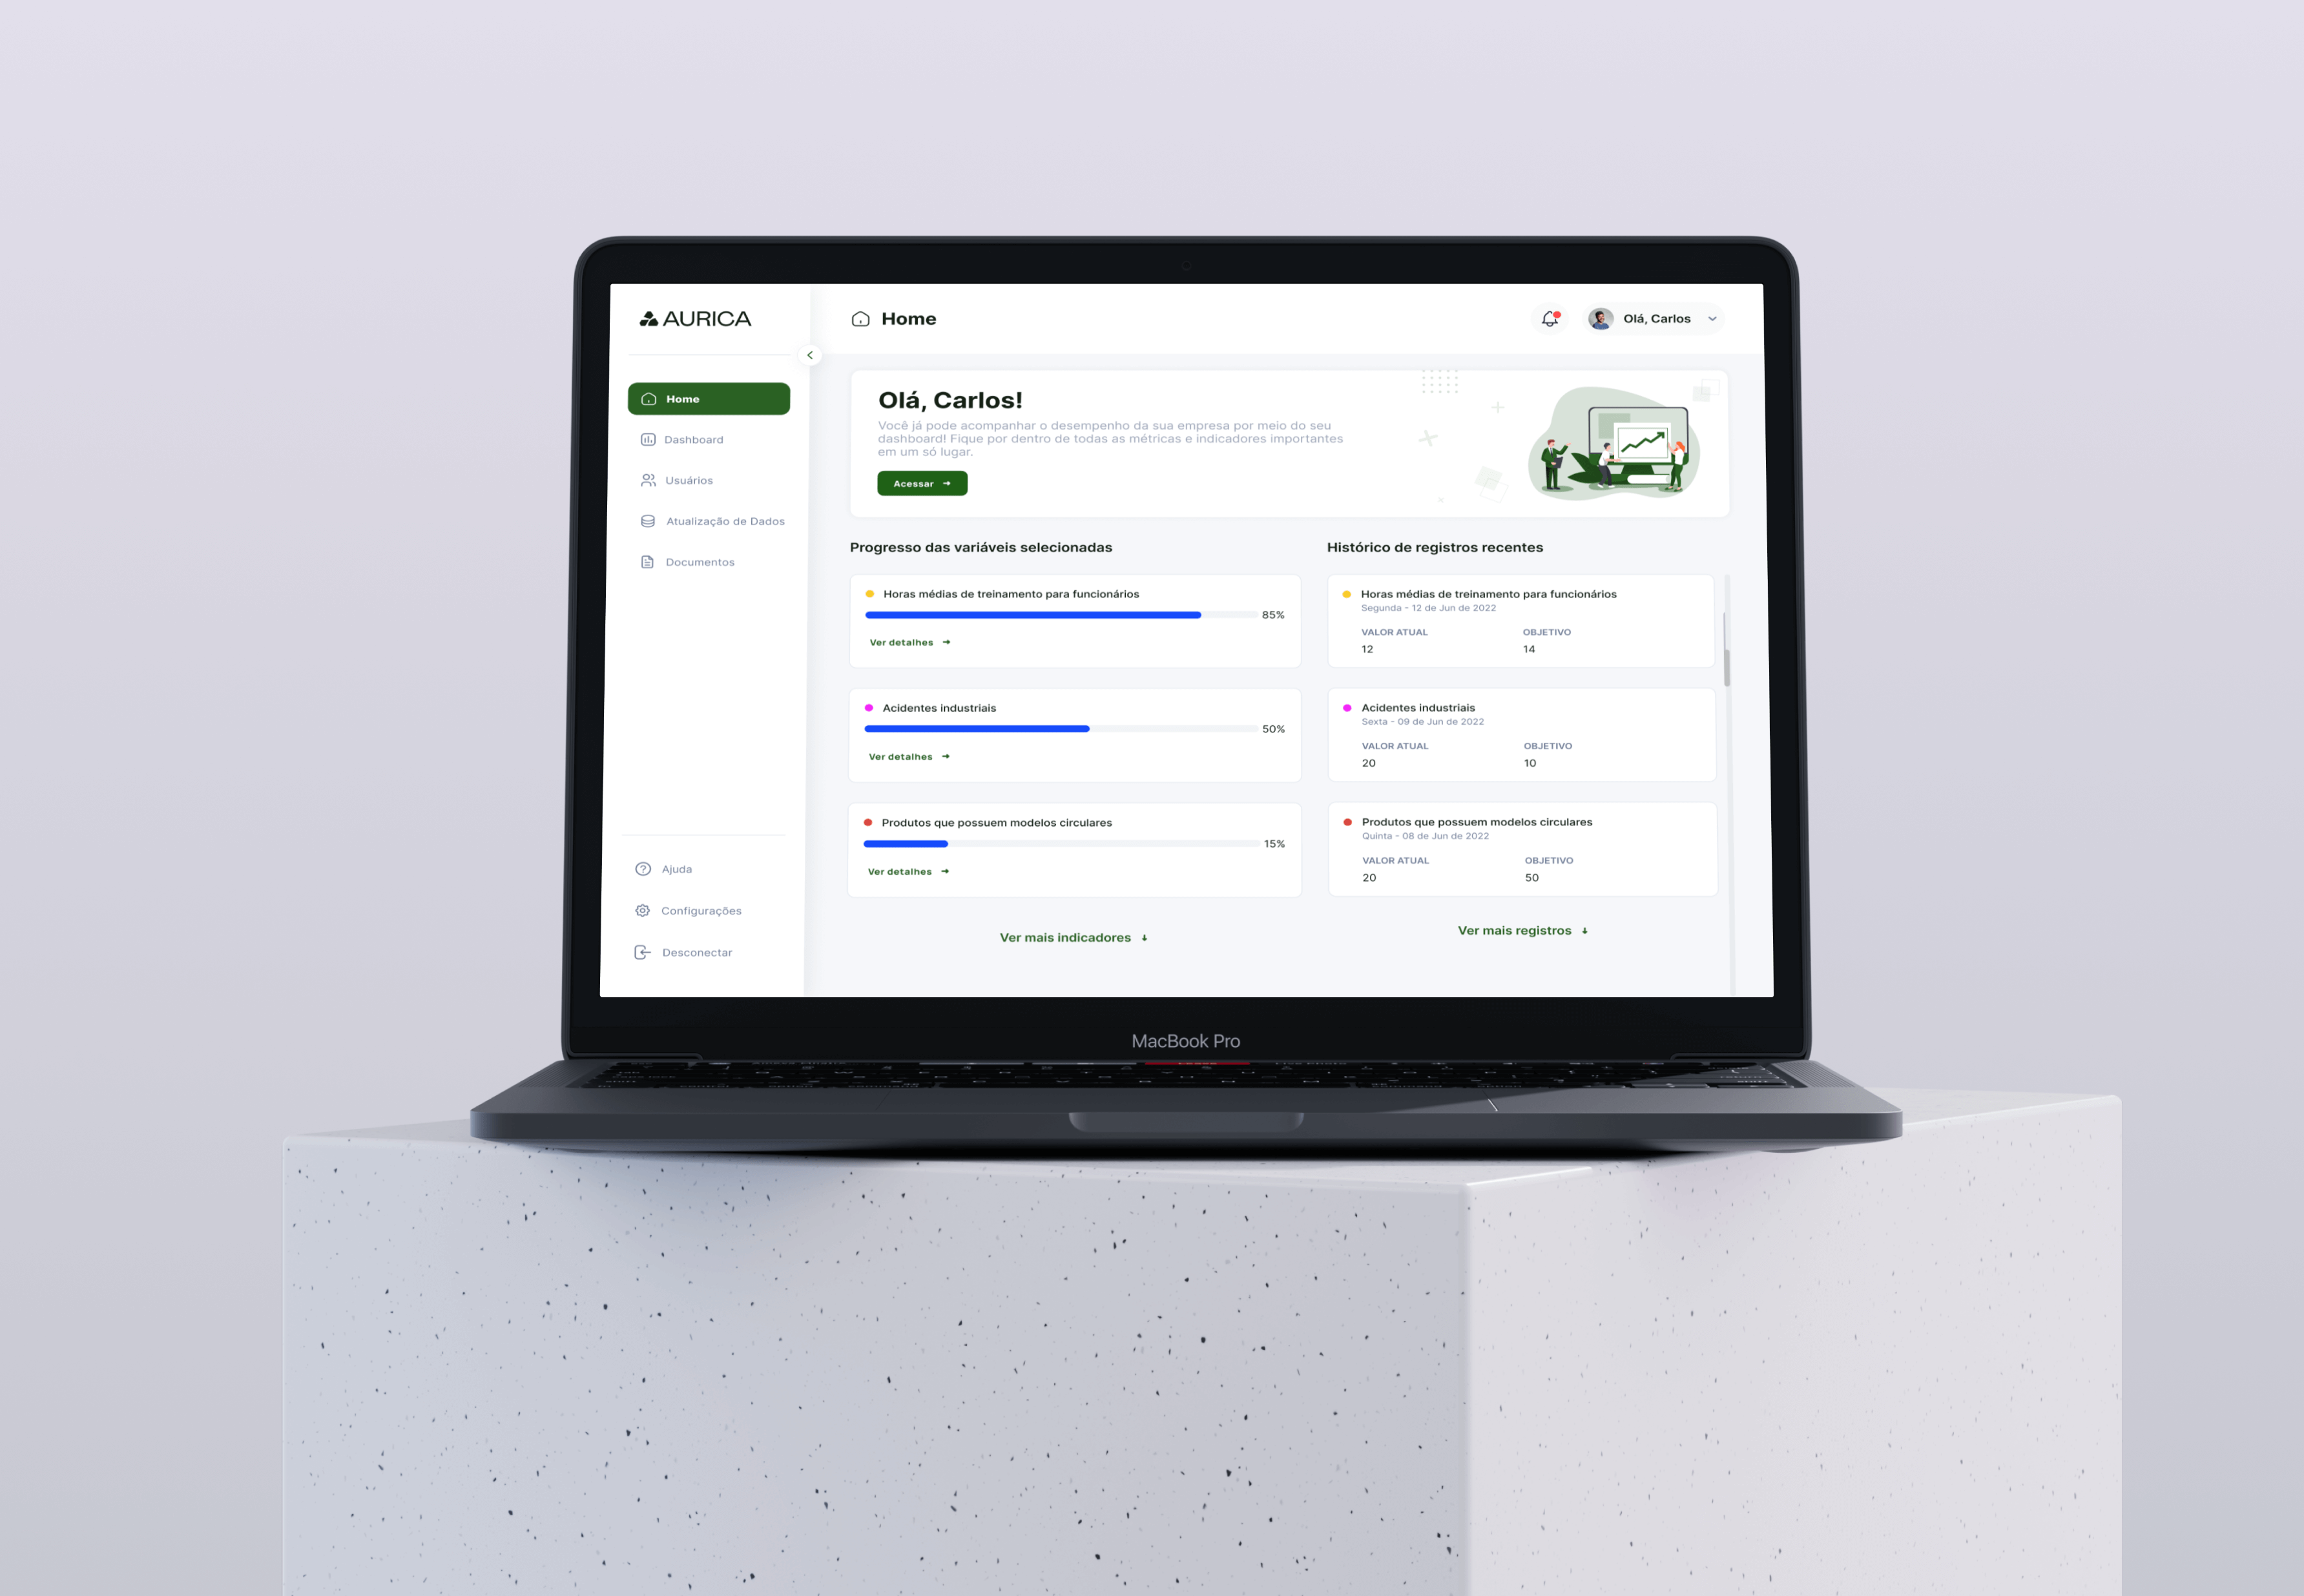 AURICA
Home
Olá, Carlos
Home
Dashboard
Usuários
Atualização de Dados
Documentos
Ajuda
Configurações
Desconectar
Olá, Carlos!
Você já pode acompanhar o desempenho da sua empresa por meio do seu
dashboard! Fique por dentro de todas as métricas e indicadores importantes
em um só lugar.
Acessar →
Progresso das variáveis selecionadas
Horas médias de treinamento para funcionários
85%
Ver detalhes →
Acidentes industriais
50%
Ver detalhes →
Produtos que possuem modelos circulares
15%
Ver detalhes →
Ver mais indicadores ↓
Histórico de registros recentes
Horas médias de treinamento para funcionários
Segunda - 12 de Jun de 2022
VALOR ATUAL OBJETIVO
12 14
Acidentes industriais
Sexta - 09 de Jun de 2022
VALOR ATUAL OBJETIVO
20 10
Produtos que possuem modelos circulares
Quinta - 08 de Jun de 2022
VALOR ATUAL OBJETIVO
20 50
Ver mais registros ↓
MacBook Pro